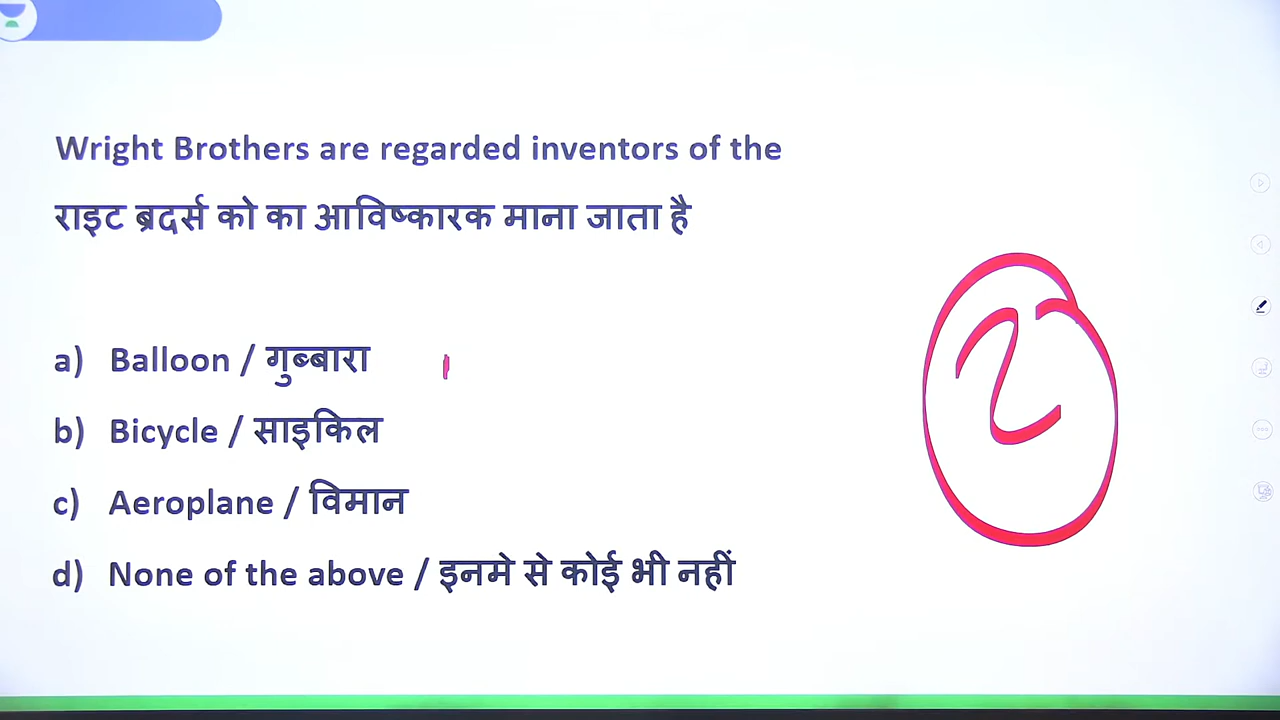 Wright Brothers are regarded inventors of the
राइट ब्रदर्स को का आविष्कारक माना जाता है
a) Balloon / गुब्बारा
b) Bicycle / साइकिल
c) Aeroplane / विमान
d) None of the above / इनमे से कोई भी नहीं
2